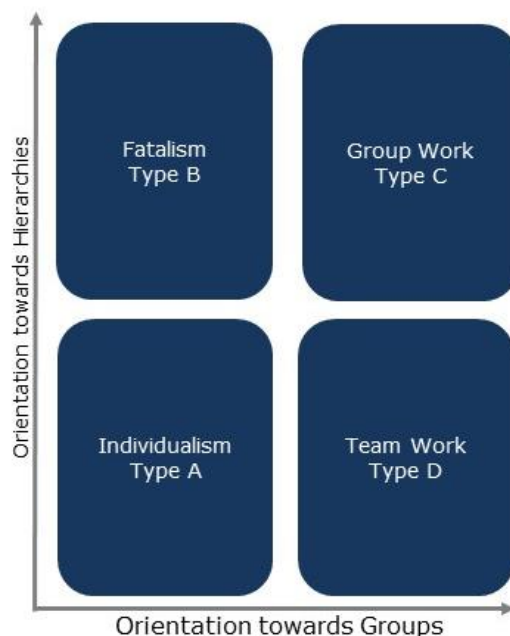 Orientation towards Hierarchies
Fatalism
Type B
Group Work
Type C
Individualism
Type A
Team Work
Type D
Orientation towards Groups